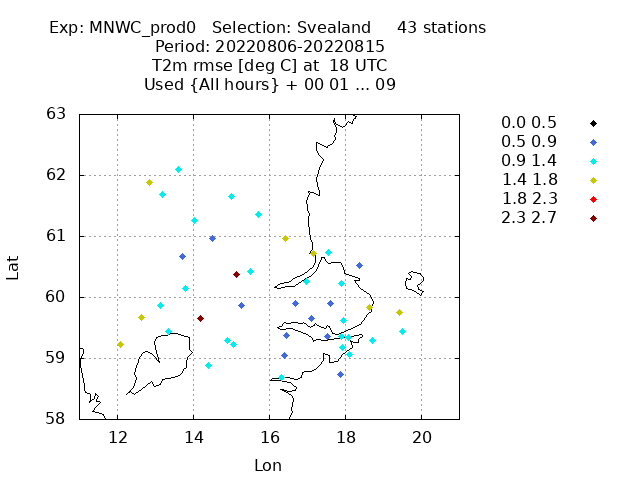 Exp: MNWC_prod0 Selection: Svealand 43 stations
Period: 20220806-20220815
T2m rmse [deg C] at 18 UTC
Used {All hours} + 00 01 ... 09
63
62
61
60
59
58
12 14 16 18 20
Lat
Lon
0.0 0.5
0.5 0.9
0.9 1.4
1.4 1.8
1.8 2.3
2.3 2.7